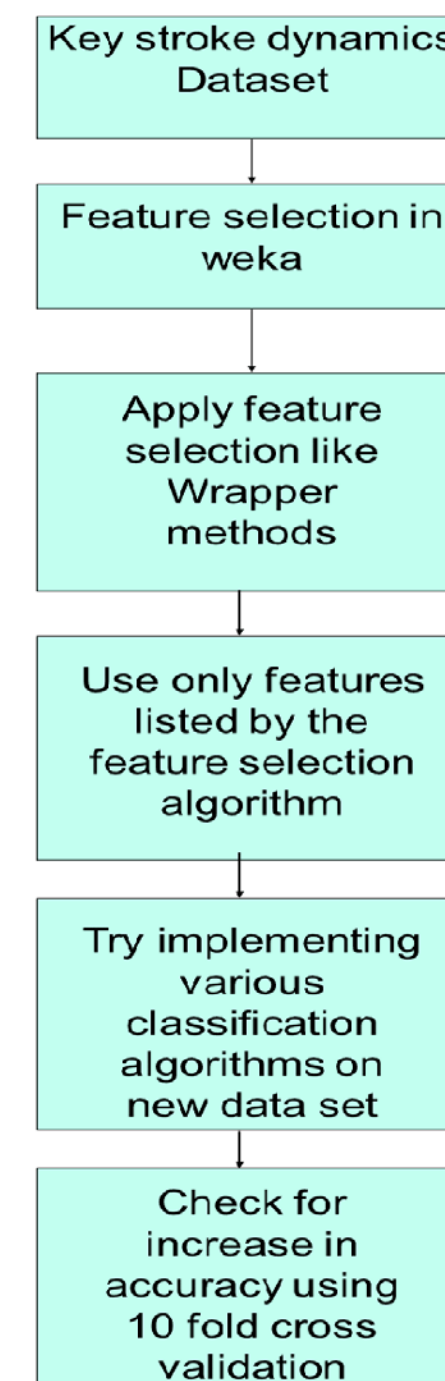 Key stroke dynamics
Dataset
Feature selection in
weka
Apply feature
selection like
Wrapper
methods
Use only features
listed by the
feature selection
algorithm
Try implementing
various
classification
algorithms on
new data set
Check for
increase in
accuracy using
10 fold cross
validation